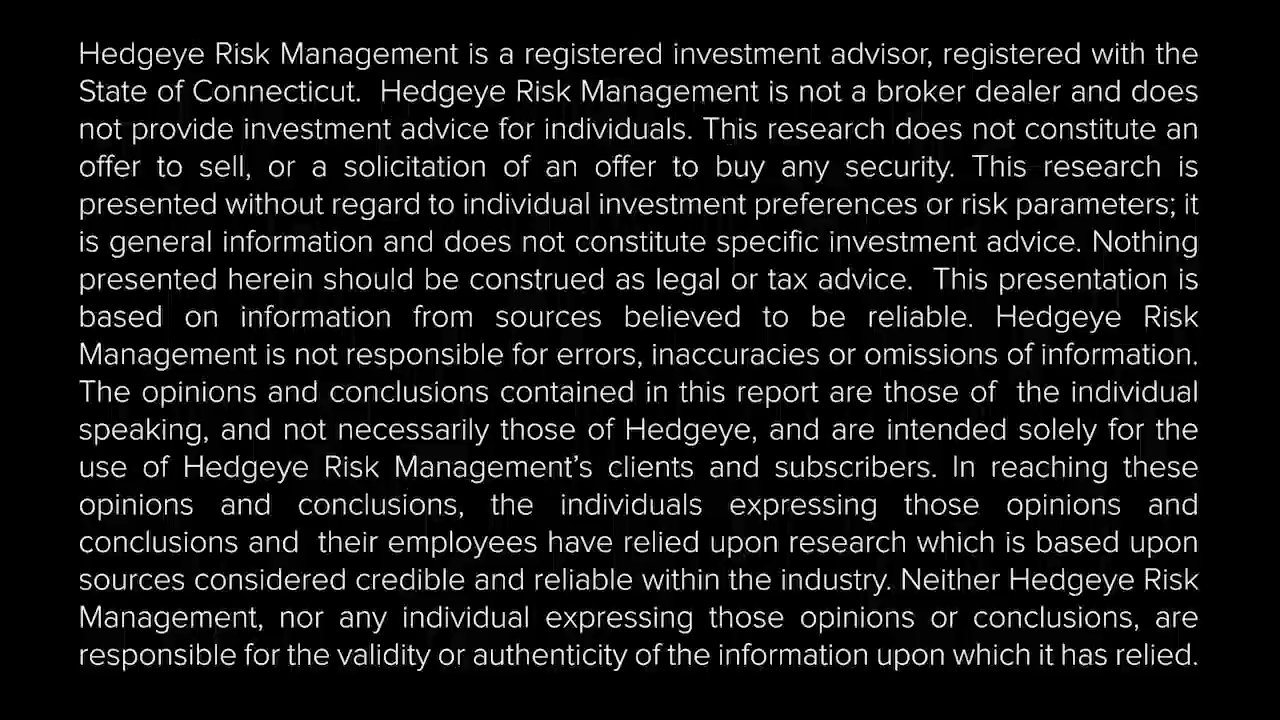 Hedgeye Risk Management is a registered investment advisor, registered with the
State of Connecticut.  Hedgeye Risk Management is not a broker dealer and does
not provide investment advice for individuals. This research does not constitute an
offer to sell, or a solicitation of an offer to buy any security. This research is
presented without regard to individual investment preferences or risk parameters; it
is general information and does not constitute specific investment advice. Nothing
presented herein should be construed as legal or tax advice.  This presentation is
based on information from sources believed to be reliable. Hedgeye Risk
Management is not responsible for errors, inaccuracies or omissions of information.
The opinions and conclusions contained in this report are those of  the individual
speaking, and not necessarily those of Hedgeye, and are intended solely for the
use of Hedgeye Risk Management’s clients and subscribers. In reaching these
opinions and conclusions, the individuals expressing those opinions and
conclusions and  their employees have relied upon research which is based upon
sources considered credible and reliable within the industry. Neither Hedgeye Risk
Management, nor any individual expressing those opinions or conclusions, are
responsible for the validity or authenticity of the information upon which it has relied.